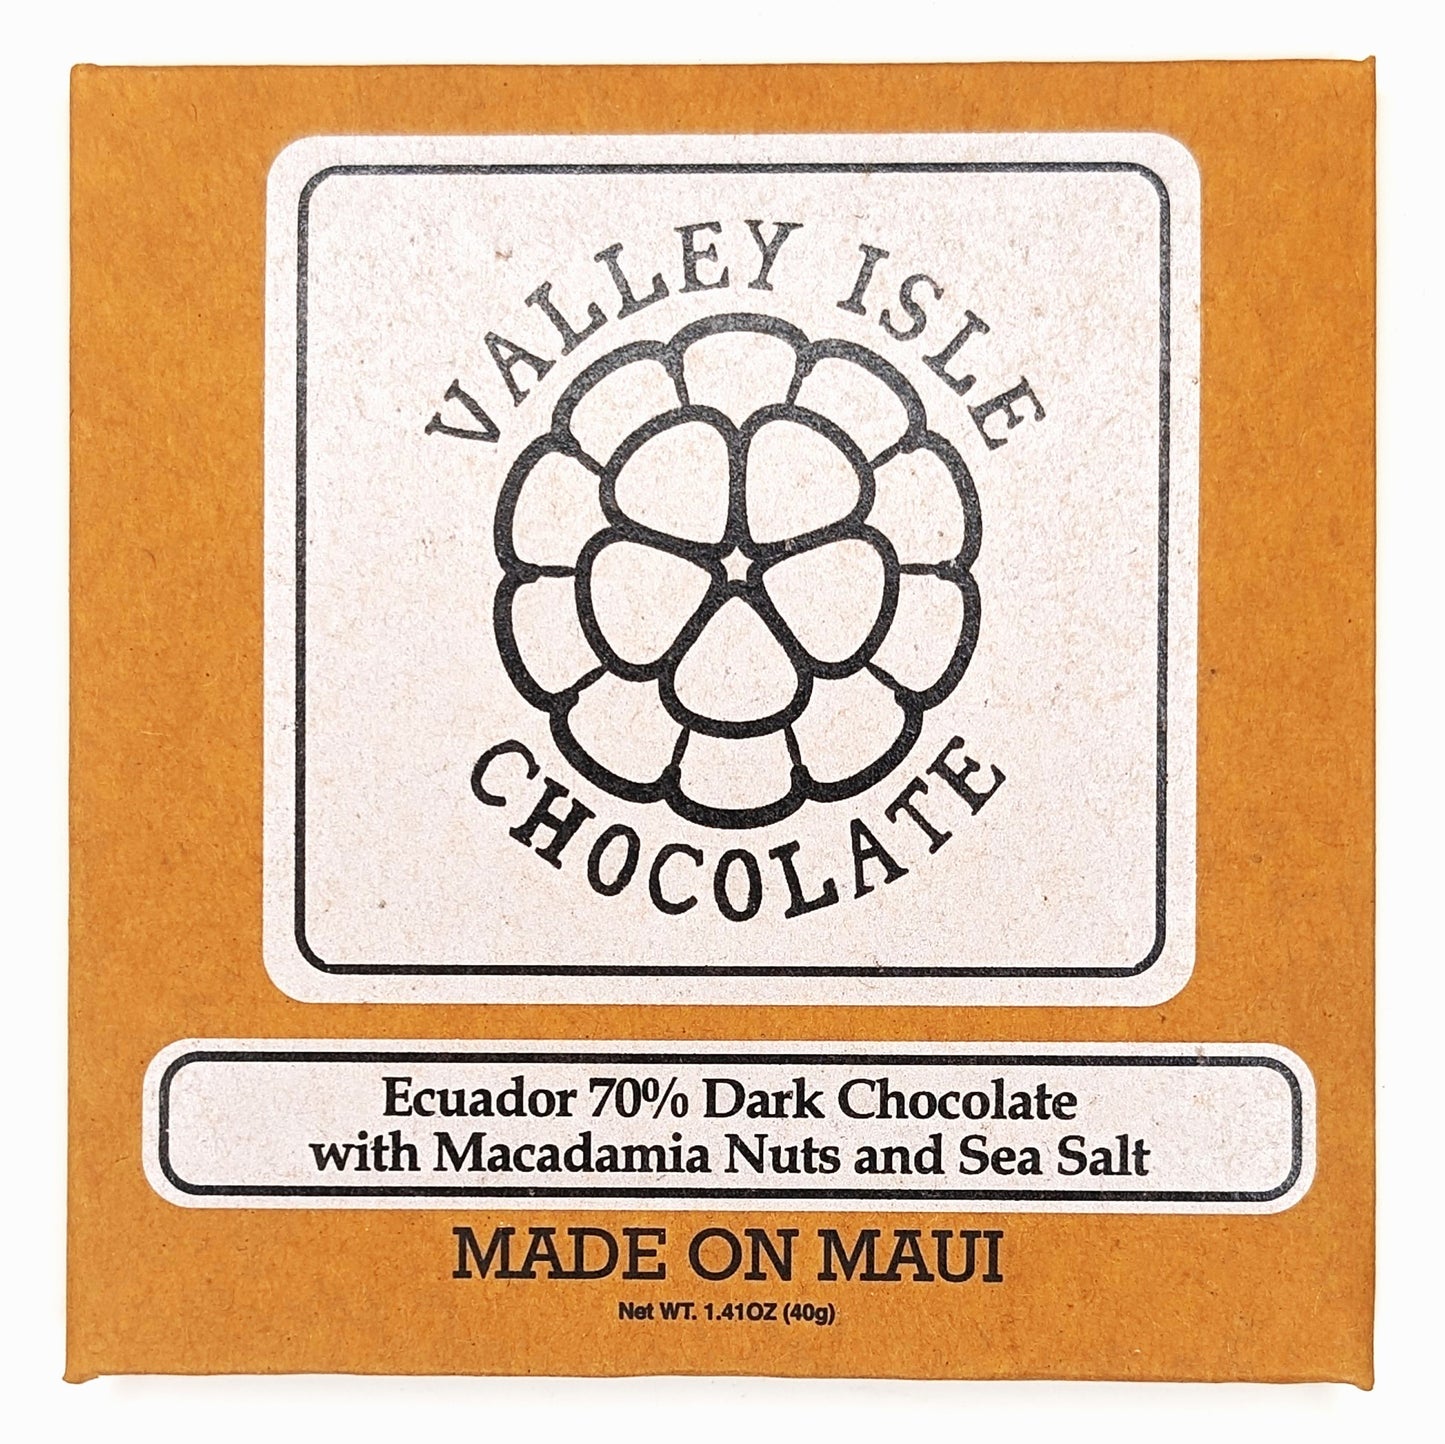 VALLEY ISLE
CHOCOLATE
Ecuador 70% Dark Chocolate
with Macadamia Nuts and Sea Salt
MADE ON MAUI
Net WT. 1.41OZ (40g)